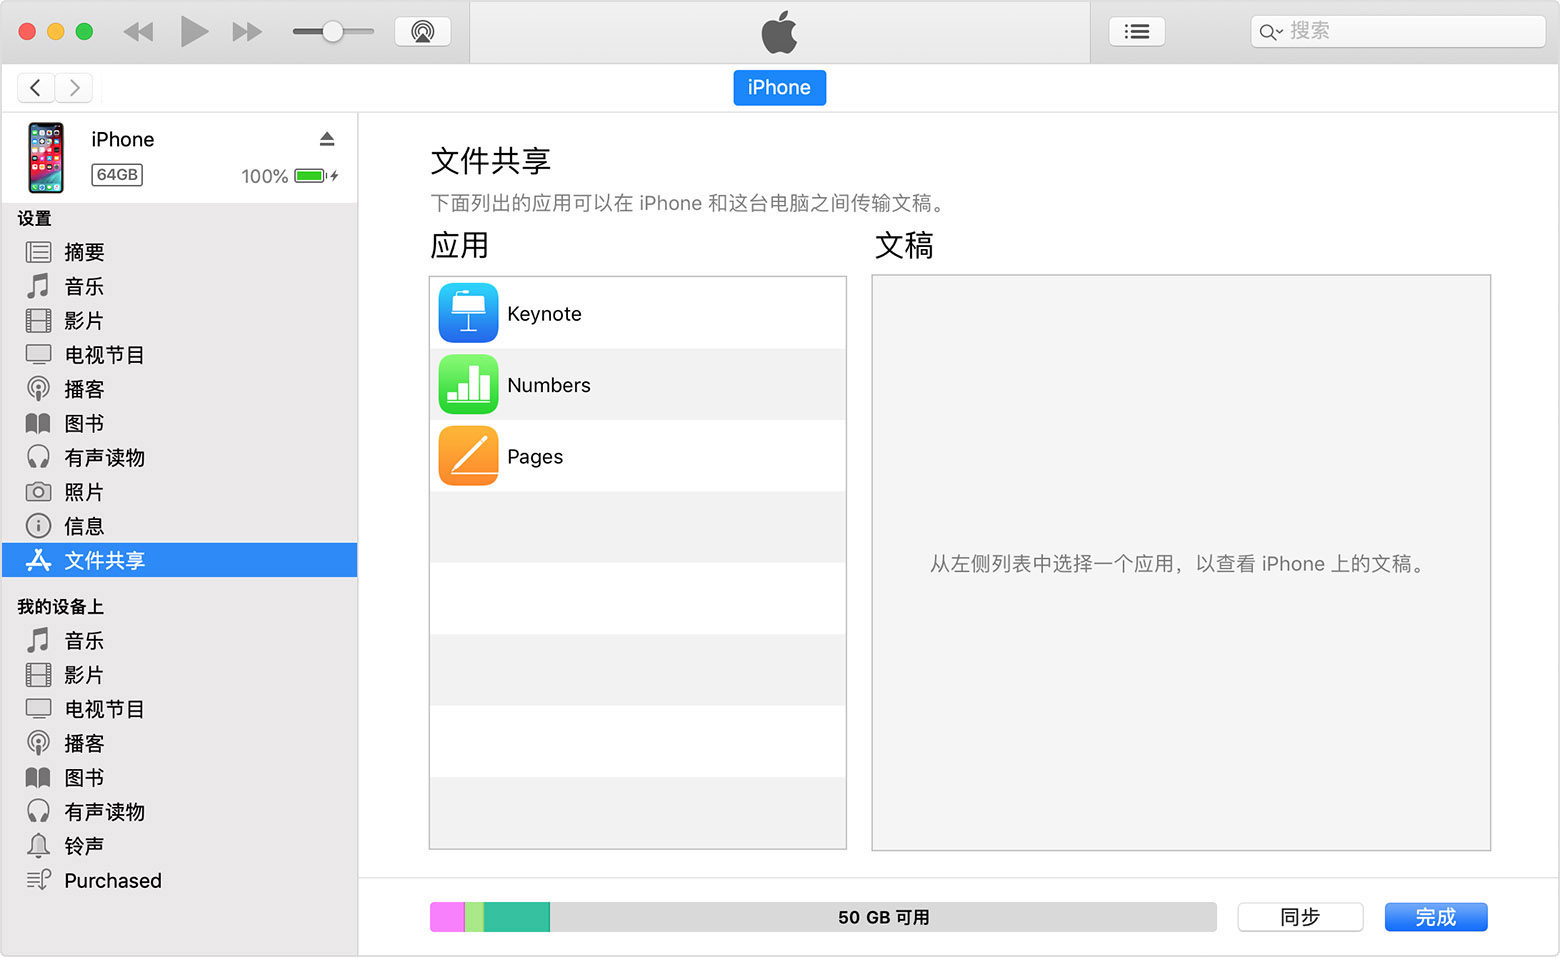 搜索
iPhone
iPhone
64GB
100%
设置
摘要
音乐
影片
电视节目
播客
图书
有声读物
照片
信息
文件共享
我的设备上
音乐
影片
电视节目
播客
图书
有声读物
铃声
Purchased
文件共享
下面列出的应用可以在 iPhone 和这台电脑之间传输文稿。
应用
Keynote
Numbers
Pages
文稿
从左侧列表中选择一个应用，以查看 iPhone 上的文稿。
50 GB 可用
同步
完成